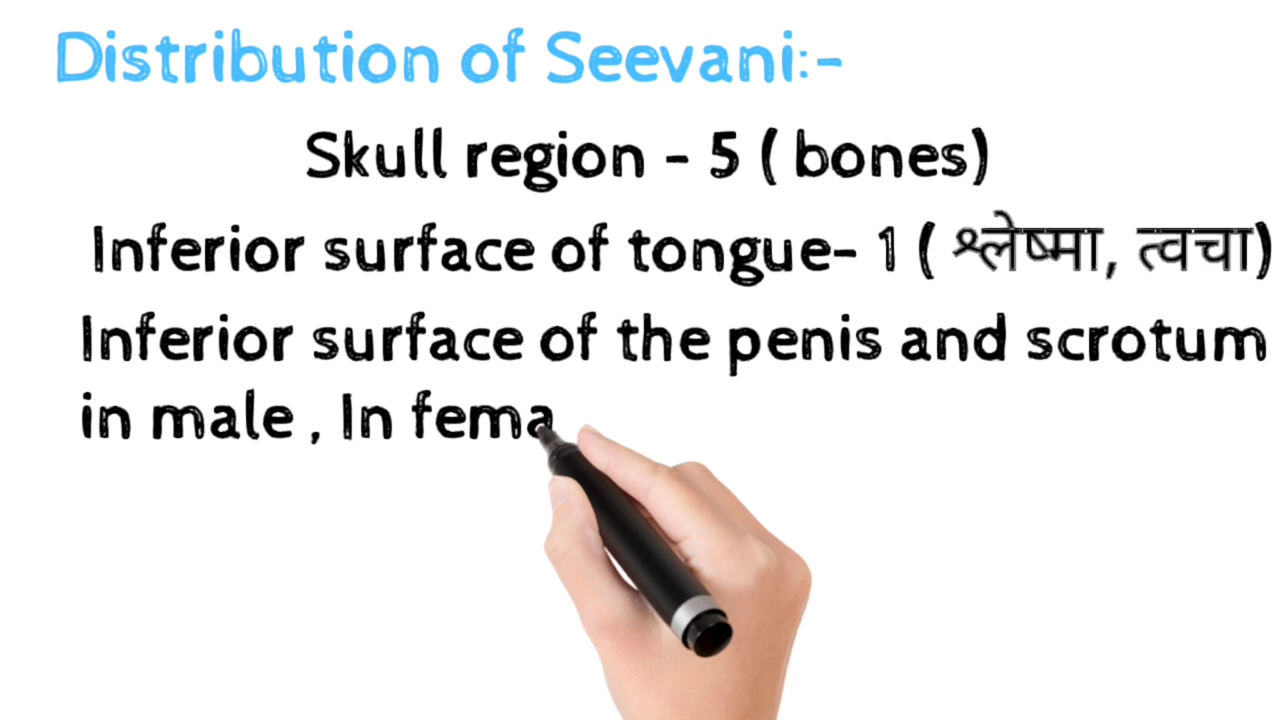 Distribution of Seevani:-
Skull region - 5 ( bones)
Inferior surface of tongue- 1 ( श्लेष्मा, त्वचा)
Inferior surface of the penis and scrotum
in male , In fema